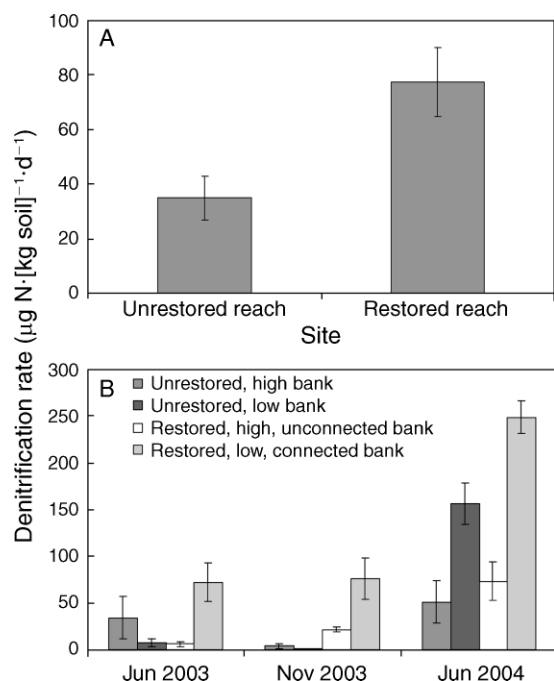 Denitrification rate (μg N·[kg soil]⁻¹·d⁻¹)
A
100
80
60
40
20
0
Unrestored reach Restored reach
Site
B
300
250
200
150
100
50
0
Unrestored, high bank
Unrestored, low bank
Restored, high, unconnected bank
Restored, low, connected bank
Jun 2003 Nov 2003 Jun 2004